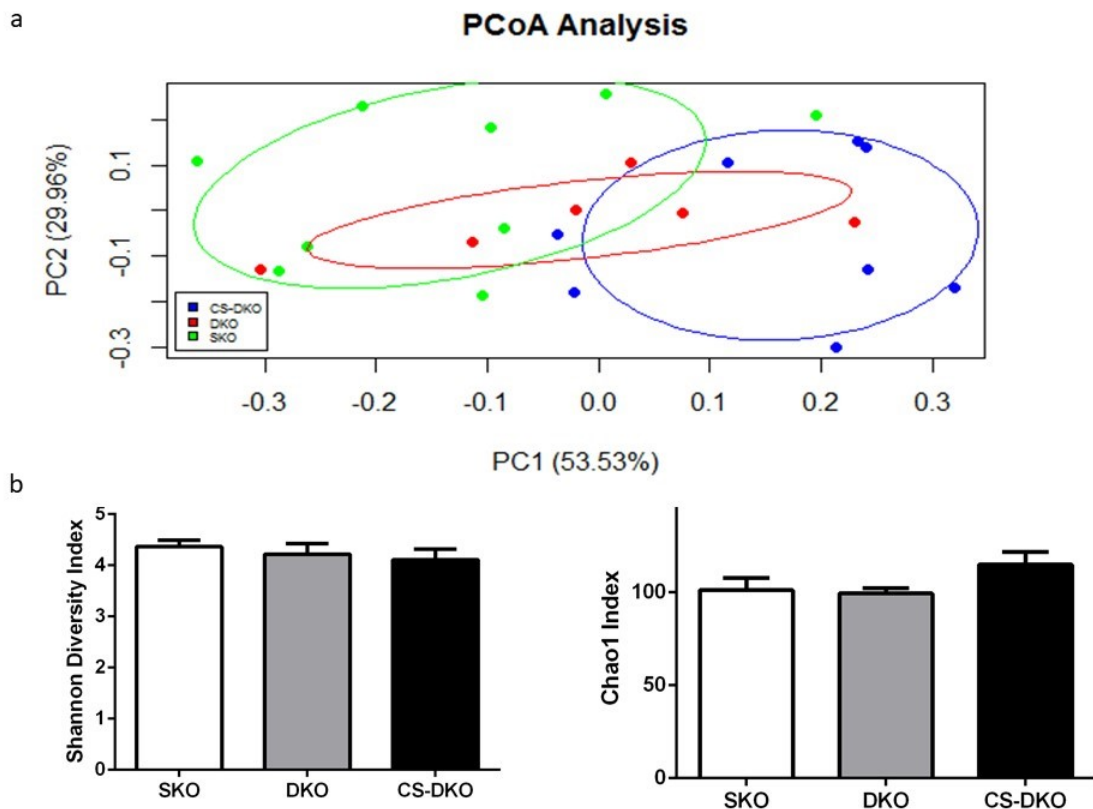 a
PCoA Analysis
PC2 (29.96%)
0.1
-0.1
-0.3
CS-DKO
DKO
SKO
-0.3 -0.2 -0.1 0.0 0.1 0.2 0.3
PC1 (53.53%)
b
Shannon Diversity Index
5
4
3
2
1
0
SKO DKO CS-DKO
Chao1 Index
100
50
0
SKO DKO CS-DKO